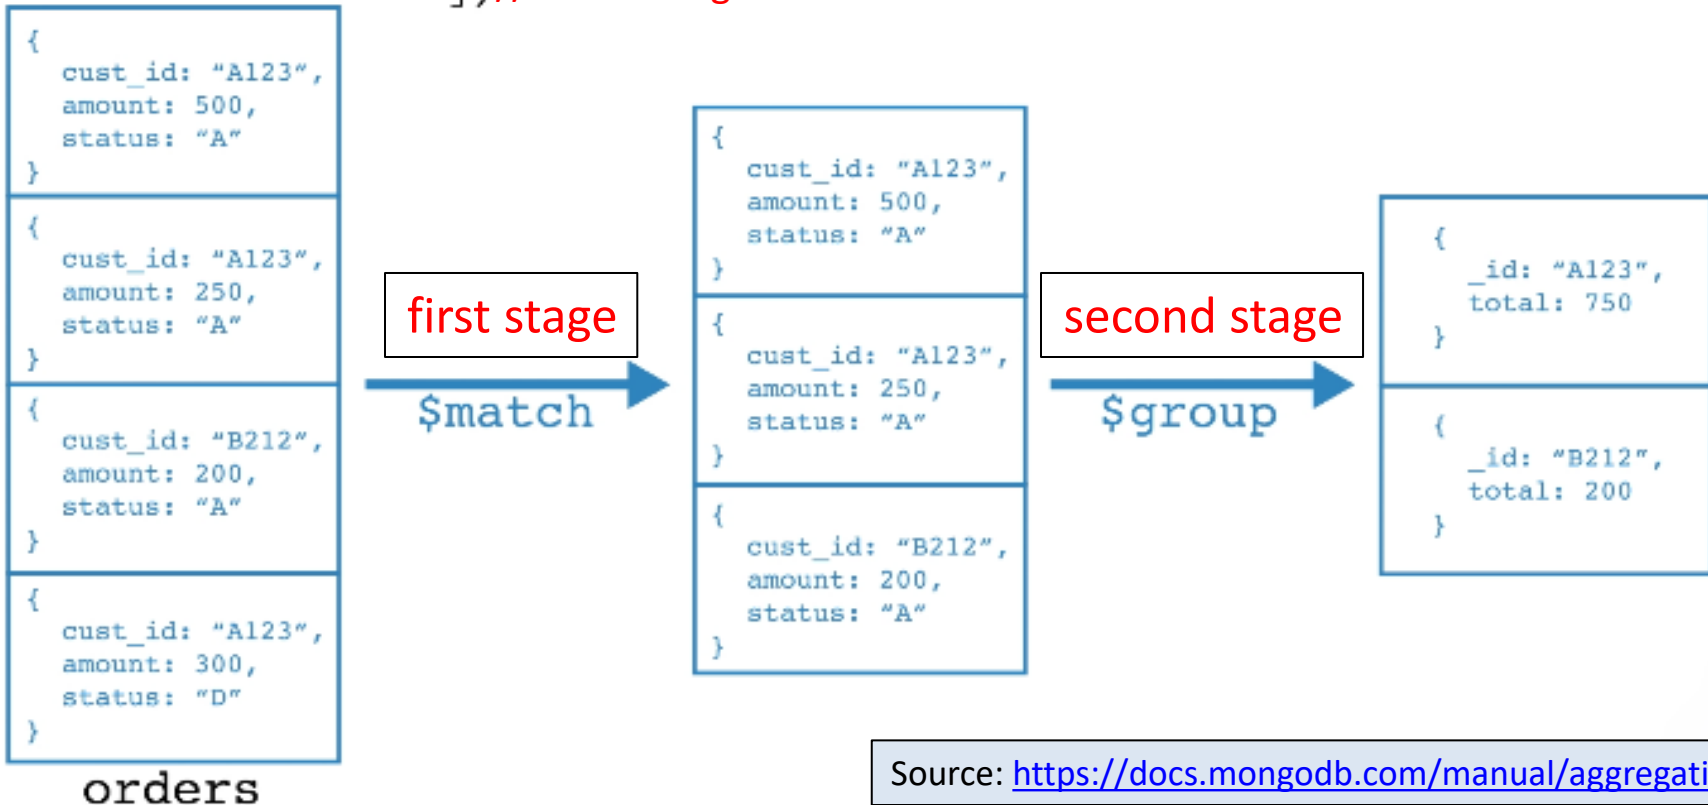 {
cust_id: “A123”,
amount: 500,
status: “A”
}
{
cust_id: “A123”,
amount: 250,
status: “A”
}
{
cust_id: “B212”,
amount: 200,
status: “A”
}
{
cust_id: “A123”,
amount: 300,
status: “D”
}
orders
first stage
$match
{
cust_id: “A123”,
amount: 500,
status: “A”
}
{
cust_id: “A123”,
amount: 250,
status: “A”
}
{
cust_id: “B212”,
amount: 200,
status: “A”
}
second stage
$group
{
_id: “A123”,
total: 750
}
{
_id: “B212”,
total: 200
}
Source: https://docs.mongodb.com/manual/aggregati